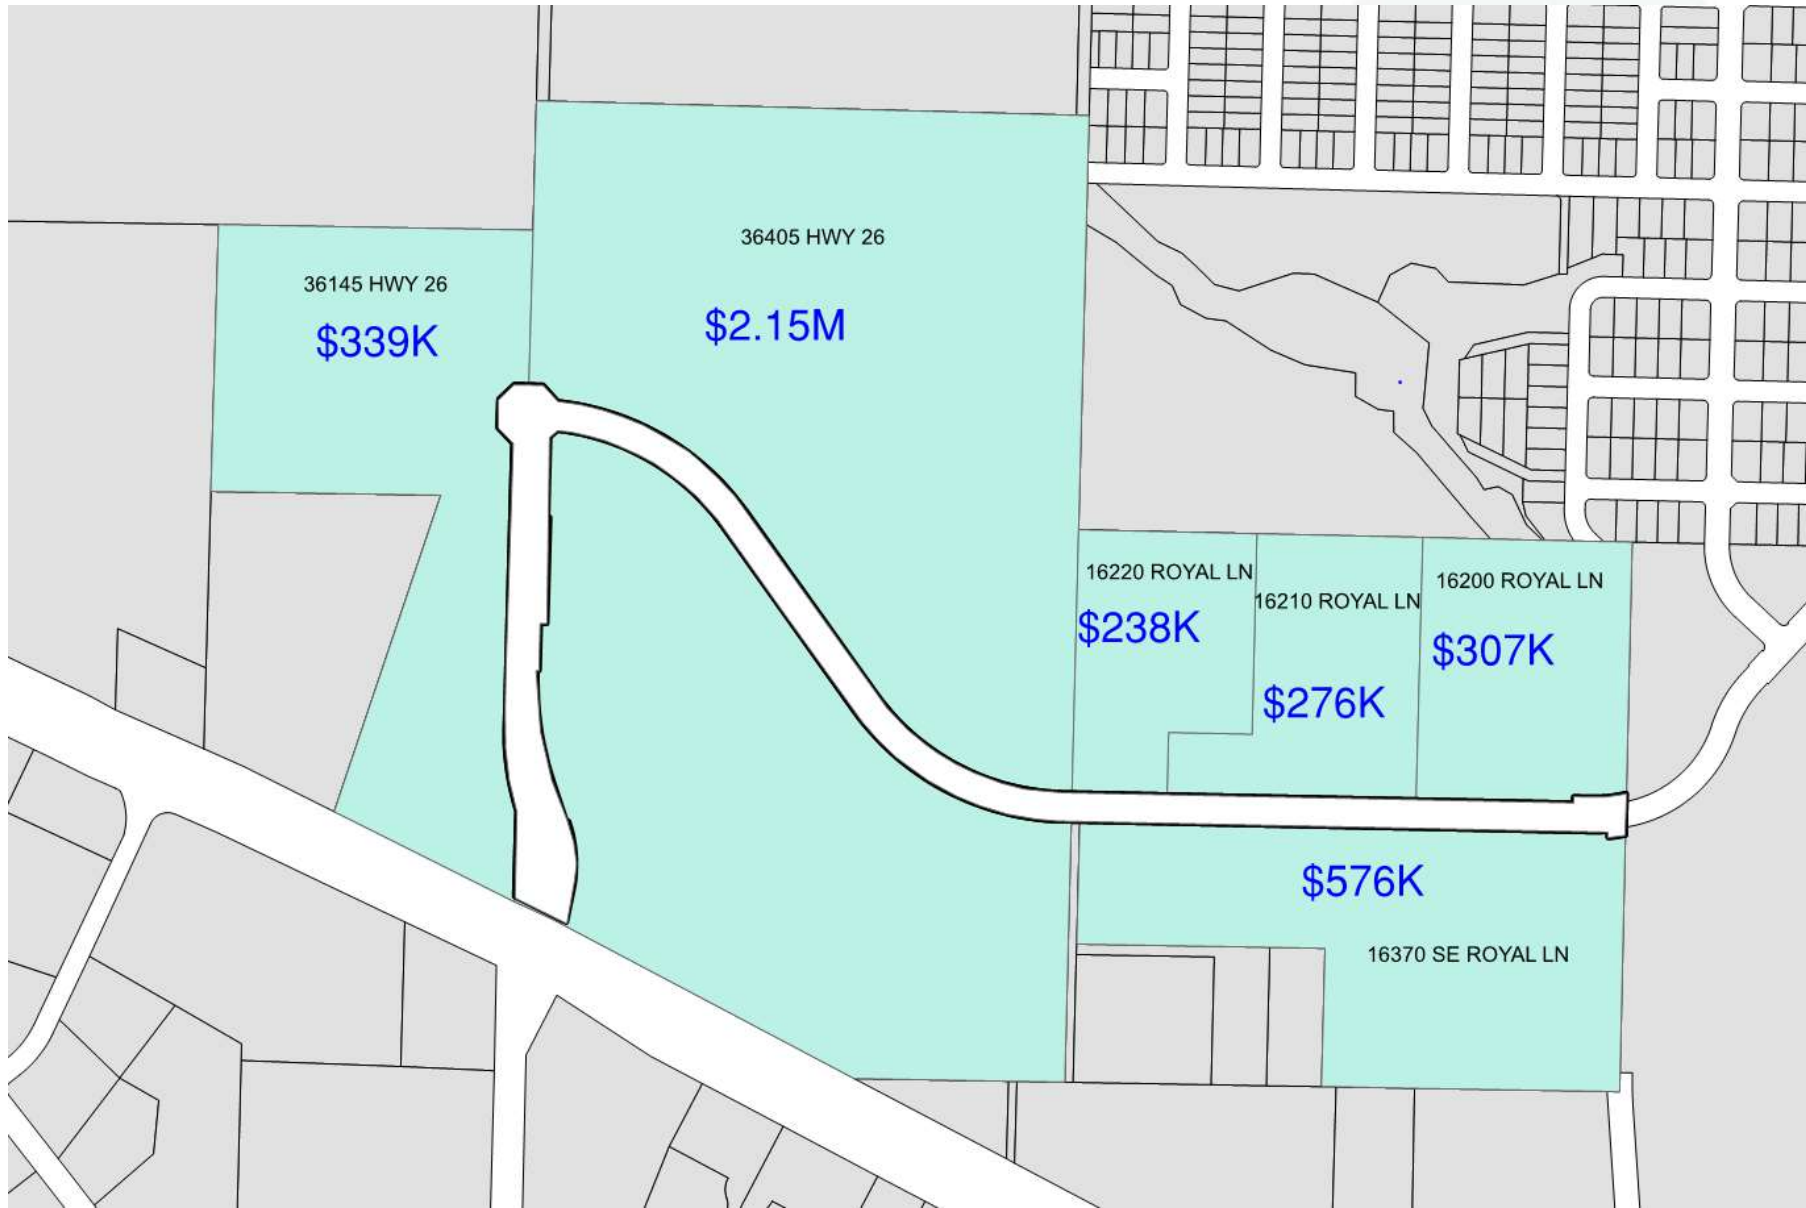 36405 HWY 26
$2.15M
36145 HWY 26
$339K
16220 ROYAL LN
$238K
16210 ROYAL LN
$276K
16200 ROYAL LN
$307K
$576K
16370 SE ROYAL LN